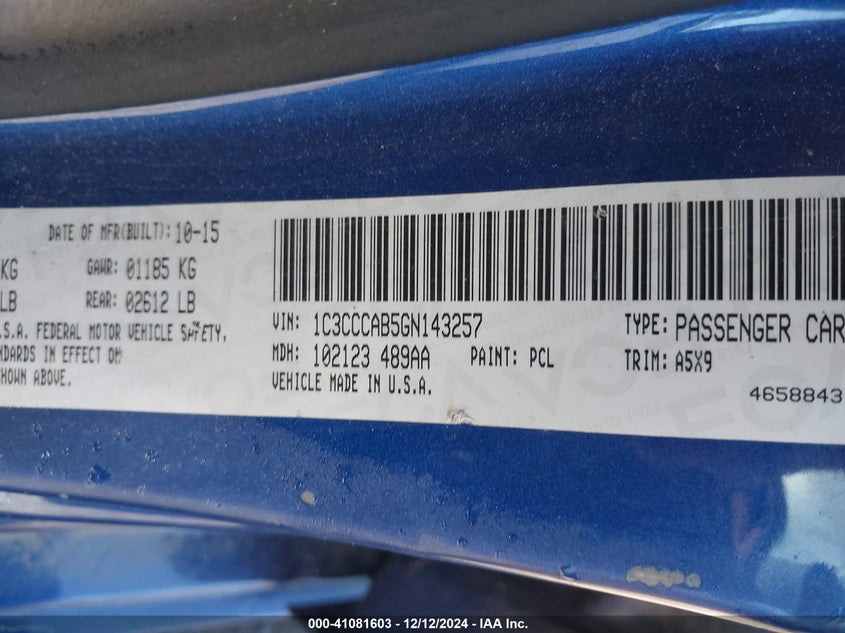 DATE OF MFR(BUILT): 10-15
KG GAWR: 01185 KG
LB REAR: 02612 LB
.S.A. FEDERAL MOTOR VEHICLE SAFETY,
NDARDS IN EFFECT ON
SHOWN ABOVE.
VIN: 1C3CCCAB5GN143257 TYPE: PASSENGER CAR
MDH: 102123 489AA PAINT: PCL TRIM: A5X9
VEHICLE MADE IN U.S.A.
4658843
000-41081603 - 12/12/2024 - IAA Inc.